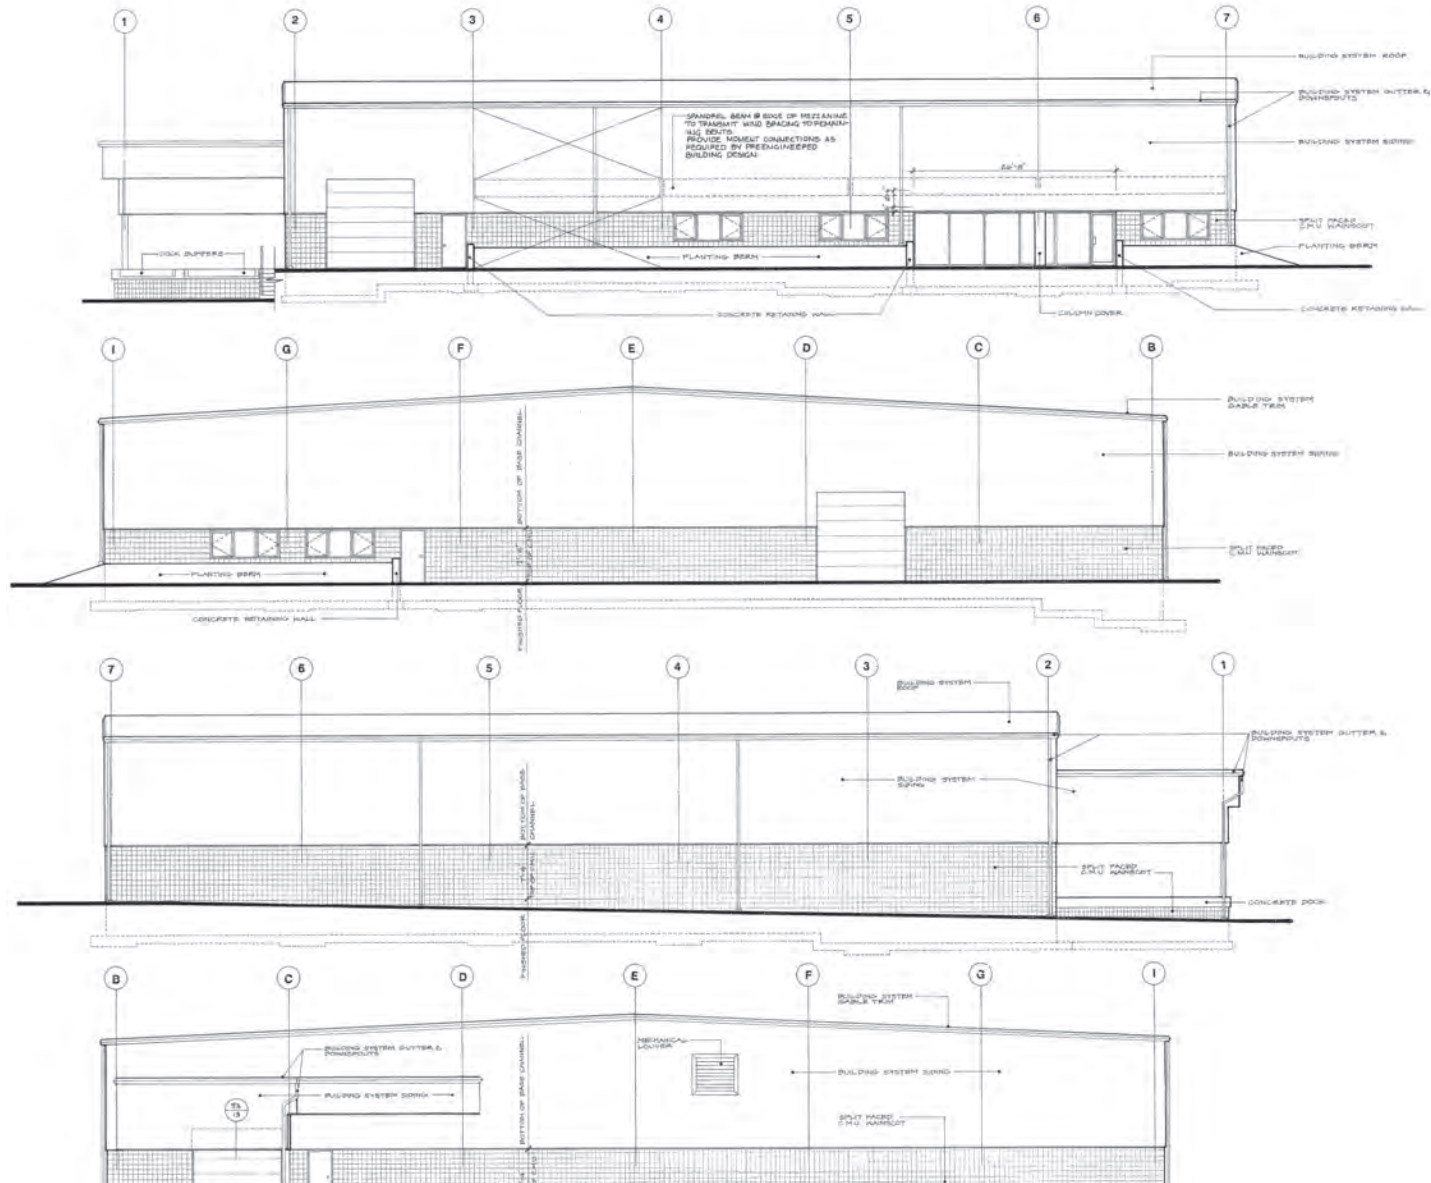 1 2 3 4 5 6 7
BUILDING SYSTEM ROOF
BUILDING SYSTEM GUTTER &
DOWNSPOUTS
SPANDREL BEAM @ EDGE OF MEZZANINE
TO TRANSMIT WIND BRACING TO REMAIN-
ING BENTS.
PROVIDE MOMENT CONNECTIONS AS
REQUIRED BY PREENGINEERED
BUILDING DESIGN
BUILDING SYSTEM SIDING
SPLIT FACED
C.M.U. WAINSCOT
DOCK BUMPERS
PLANTING BERM
PLANTING BERM
CONCRETE RETAINING WALL
COLUMN COVER
CONCRETE RETAINING WALL
I G F E D C B
BUILDING SYSTEM
GABLE TRIM
BOTTOM OF BASE CHANNEL
BUILDING SYSTEM SIDING
SPLIT FACED
C.M.U. WAINSCOT
PLANTING BERM
FINISHED FLOOR
CONCRETE RETAINING WALL
7 6 5 4 3 2 1
BUILDING SYSTEM
ROOF
BUILDING SYSTEM GUTTER &
DOWNSPOUTS
BOTTOM OF BASE
CHANNEL
BUILDING SYSTEM
SIDING
TOP OF C.M.U.
SPLIT FACED
C.M.U. WAINSCOT
CONCRETE DOCK
FINISHED FLOOR
B C D E F G I
BUILDING SYSTEM
GABLE TRIM
BUILDING SYSTEM GUTTER &
DOWNSPOUTS
MECHANICAL
LOUVER
BOTTOM OF BASE CHANNEL
BUILDING SYSTEM SIDING
BUILDING SYSTEM SIDING
13
SPLIT FACED
C.M.U. WAINSCOT